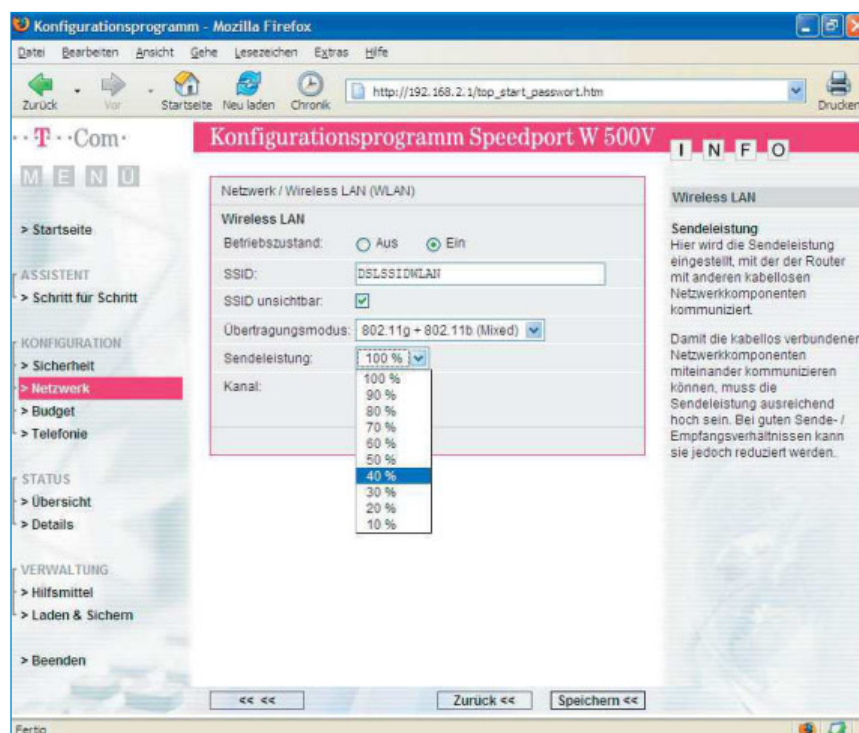 Konfigurationsprogramm - Mozilla Firefox
Datei Bearbeiten Ansicht Gehe Lesezeichen Extras Hilfe
Zurück Vor Startseite Neu laden Chronik http://192.168.2.1/top_start_passwort.htm Drucken
··T··Com·
Konfigurationsprogramm Speedport W 500V
INFO
MENÜ
> Startseite
ASSISTENT
> Schritt für Schritt
KONFIGURATION
> Sicherheit
> Netzwerk
> Budget
> Telefonie
STATUS
> Übersicht
> Details
VERWALTUNG
> Hilfsmittel
> Laden & Sichern
> Beenden
Netzwerk / Wireless LAN (WLAN)
Wireless LAN
Betriebszustand: Aus Ein
SSID: DSLSSIDWLAN
SSID unsichtbar:
Übertragungsmodus: 802.11g + 802.11b (Mixed)
Sendeleistung: 100 %
100 %
90 %
80 %
70 %
60 %
50 %
40 %
30 %
20 %
10 %
Kanal:
Wireless LAN
Sendeleistung
Hier wird die Sendeleistung
eingestellt, mit der der Router
mit anderen kabellosen
Netzwerkkomponenten
kommuniziert.
Damit die kabellos verbundenen
Netzwerkkomponenten
miteinander kommunizieren
können, muss die
Sendeleistung ausreichend
hoch sein. Bei guten Sende- /
Empfangsverhältnissen kann
sie jedoch reduziert werden.
<< <<
Zurück <<
Speichern <<
Fertig